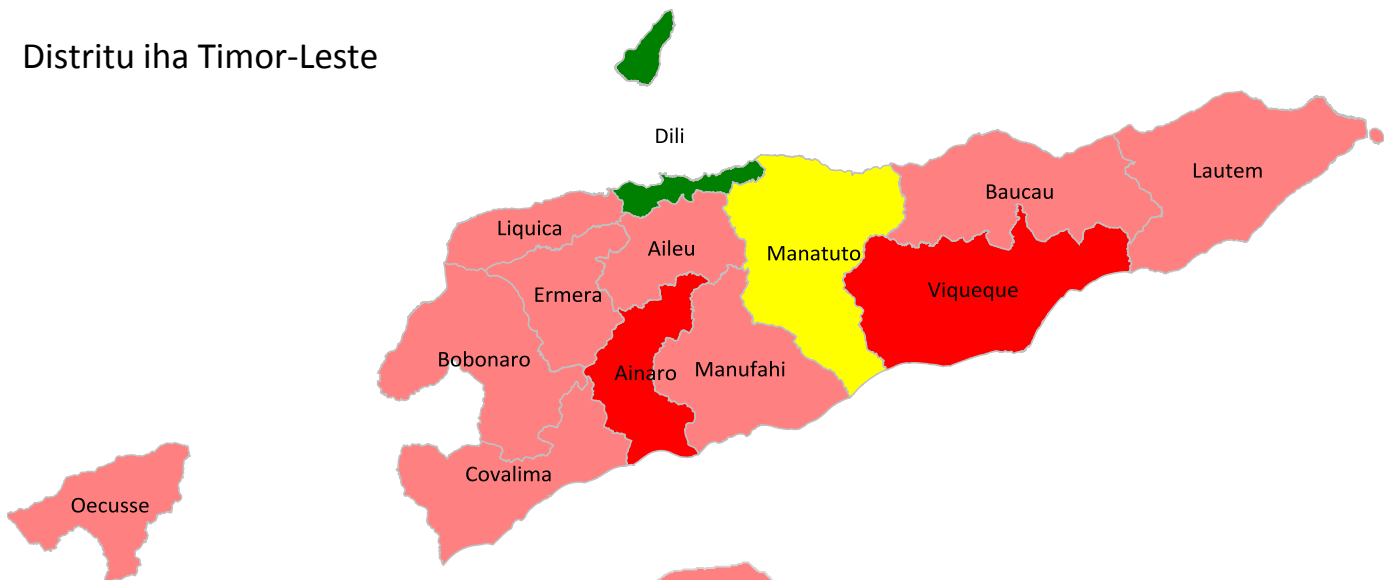 Distritu iha Timor-Leste
Dili
Lautem
Baucau
Liquica
Aileu
Manatuto
Viqueque
Ermera
Bobonaro
Ainaro
Manufahi
Covalima
Oecusse